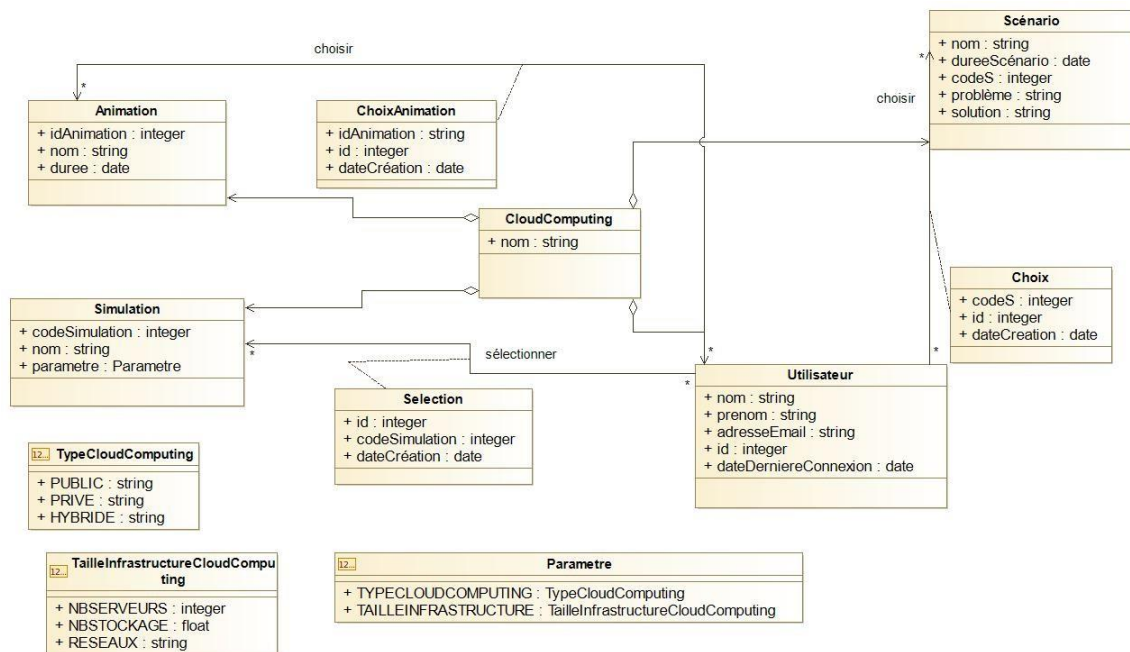 Scénario
+ nom : string
+ dureeScénario : date
+ codeS : integer
+ problème : string
+ solution : string
choisir
*
choisir
*
Animation
+ idAnimation : integer
+ nom : string
+ duree : date
ChoixAnimation
+ idAnimation : string
+ id : integer
+ dateCréation : date
CloudComputing
+ nom : string
Choix
+ codeS : integer
+ id : integer
+ dateCreation : date
Simulation
+ codeSimulation : integer
+ nom : string
+ parametre : Parametre
*
sélectionner
*
*
*
Utilisateur
+ nom : string
+ prenom : string
+ adresseEmail : string
+ id : integer
+ dateDerniereConnexion : date
Selection
+ id : integer
+ codeSimulation : integer
+ dateCréation : date
12... TypeCloudComputing
+ PUBLIC : string
+ PRIVE : string
+ HYBRIDE : string
12... TailleInfrastructureCloudCompu
ting
+ NBSERVEURS : integer
+ NBSTOCKAGE : float
+ RESEAUX : string
12... Parametre
+ TYPECLOUDCOMPUTING : TypeCloudComputing
+ TAILLEINFRASTRUCTURE : TailleInfrastructureCloudComputing